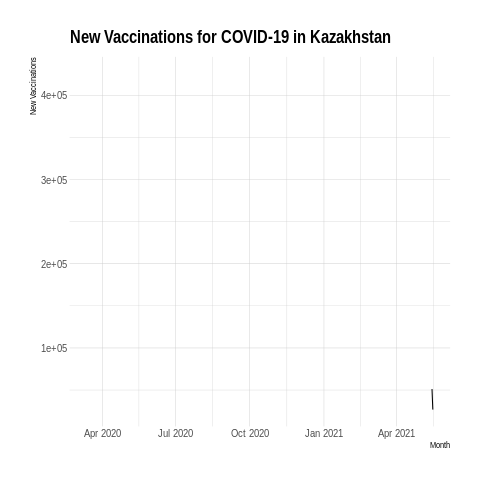 New Vaccinations for COVID-19 in Kazakhstan
New Vaccinations
4e+05
3e+05
2e+05
1e+05
Apr 2020
Jul 2020
Oct 2020
Jan 2021
Apr 2021
Month